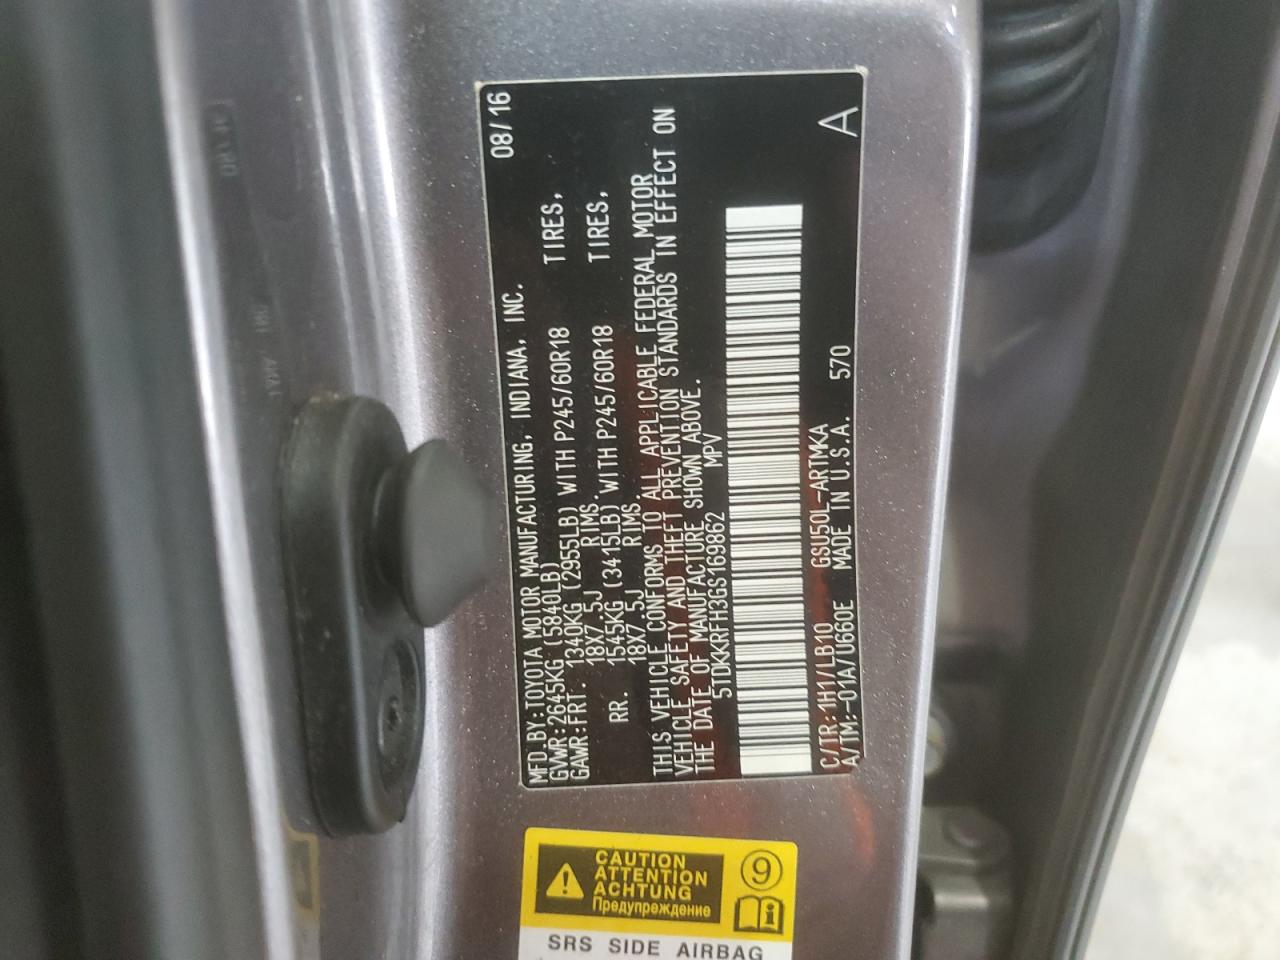 MFD.BY:TOYOTA MOTOR MANUFACTURING, INDIANA, INC. 08/16
GVWR:2645KG (5840LB)
GAWR:FRT. 1340KG (2955LB) WITH P245/60R18 TIRES,
18X7.5J RIMS.
RR. 1545KG (3415LB) WITH P245/60R18 TIRES,
18X7.5J RIMS.
THIS VEHICLE CONFORMS TO ALL APPLICABLE FEDERAL MOTOR
VEHICLE SAFETY AND THEFT PREVENTION STANDARDS IN EFFECT ON
THE DATE OF MANUFACTURE SHOWN ABOVE.
5TDKKRFH3GS169862 MPV
C/TR:1H1/LB10 GSU50L-ARTMKA A
A/TM:-01A/U660E MADE IN U.S.A. 570
CAUTION
ATTENTION
ACHTUNG
Предупреждение
9
i
SRS SIDE AIRBAG